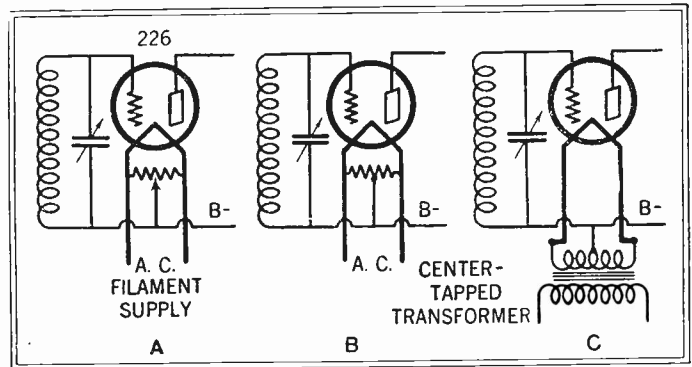 226
B-
A. C.
FILAMENT
SUPPLY
A
B-
A. C.
B
B-
CENTER-
TAPPED
TRANSFORMER
C